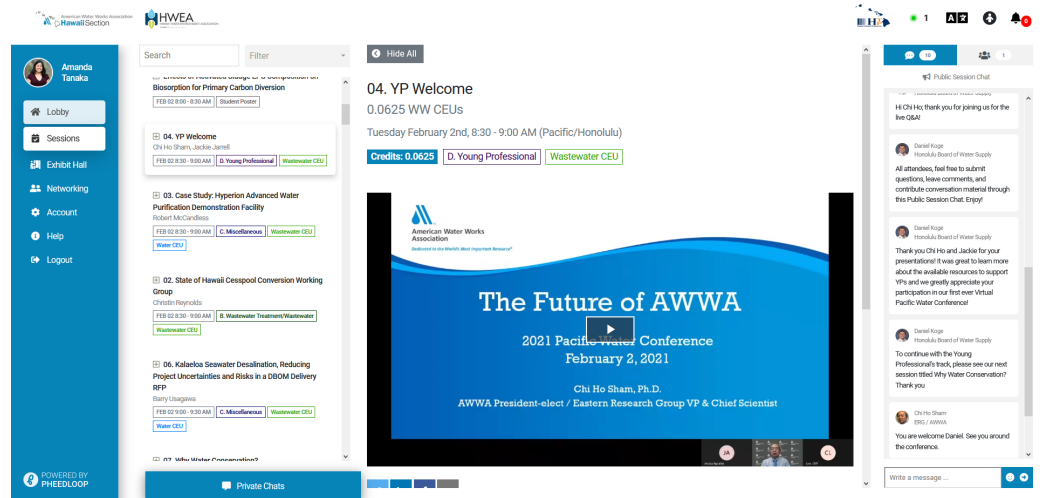 American Water Works Association
Hawaii Section
HWEA
1
0
Amanda
Tanaka
Lobby
Sessions
Exhibit Hall
Networking
Account
Help
Logout
POWERED BY
PHEEDLOOP
Search
Filter
Biosorption for Primary Carbon Diversion
FEB 02 8:00 - 8:30 AM
Student Poster
04. YP Welcome
Chi Ho Sham, Jackie Jarrell
FEB 02 8:30 - 9:00 AM
D. Young Professional
Wastewater CEU
03. Case Study: Hyperion Advanced Water
Purification Demonstration
Facility
Robert McCandless
FEB 02 8:30 - 9:00 AM
C. Miscellaneous
Wastewater CEU
Water CEU
02. State of Hawaii Cesspool Conversion Working
Group
Christin Reynolds
FEB 02 8:30 - 9:00 AM
B. Wastewater Treatment/Wastewater
Wastewater CEU
06. Kalaeloa Seawater Desalination, Reducing
Project Uncertainties and Risks in a DBOM Delivery
RFP
Barry Usagawa
FEB 02 9:00 - 9:30 AM
C. Miscellaneous
Wastewater CEU
Water CEU
07. Why Water Conservation?
Private Chats
Hide All
04. YP Welcome
0.0625 WW CEUs
Tuesday February 2nd, 8:30 - 9:00 AM (Pacific/Honolulu)
Credits: 0.0625
D. Young Professional
Wastewater CEU
American Water Works
Association
Dedicated to the World's Most Important Resource®
The Future of AWWA
2021 Pacific Water Conference
February 2, 2021
Chi Ho Sham, Ph.D.
AWWA President-elect / Eastern Research Group VP & Chief Scientist
JA
CL
10
1
Public Session Chat
Hi Chi Ho; thank you for joining us for the
live Q&A!
Daniel Koge
Honolulu Board of Water Supply
All attendees, feel free to submit
questions, leave comments, and
contribute conversation material through
this Public Session Chat. Enjoy!
Daniel Koge
Honolulu Board of Water Supply
Thank you Chi Ho and Jackie for your
presentations! It was great to learn more
about the available resources to support
YPs and we greatly appreciate your
participation in our first ever Virtual
Pacific Water Conference!
Daniel Koge
Honolulu Board of Water Supply
To continue with the Young
Professional's track, please see our next
session titled Why Water Conservation?
Thank you
Chi Ho Sham
ERG / AWWA
You are welcome Daniel. See you around
the conference.
Write a message ...